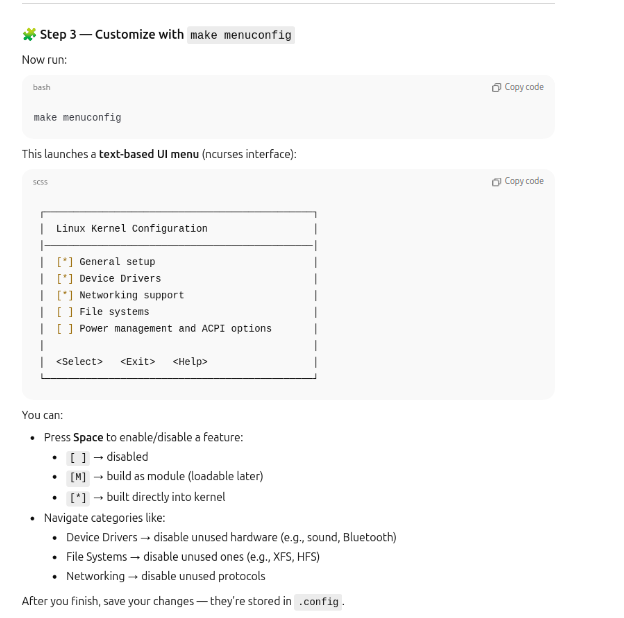 🧩 Step 3 — Customize with make menuconfig
Now run:
bash
Copy code
make menuconfig
This launches a text-based UI menu (ncurses interface):
scss
Copy code
Linux Kernel Configuration
[*] General setup
[*] Device Drivers
[*] Networking support
[ ] File systems
[ ] Power management and ACPI options
<Select> <Exit> <Help>
You can:
• Press Space to enable/disable a feature:
• [ ] → disabled
• [M] → build as module (loadable later)
• [*] → built directly into kernel
• Navigate categories like:
• Device Drivers → disable unused hardware (e.g., sound, Bluetooth)
• File Systems → disable unused ones (e.g., XFS, HFS)
• Networking → disable unused protocols
After you finish, save your changes — they're stored in .config.